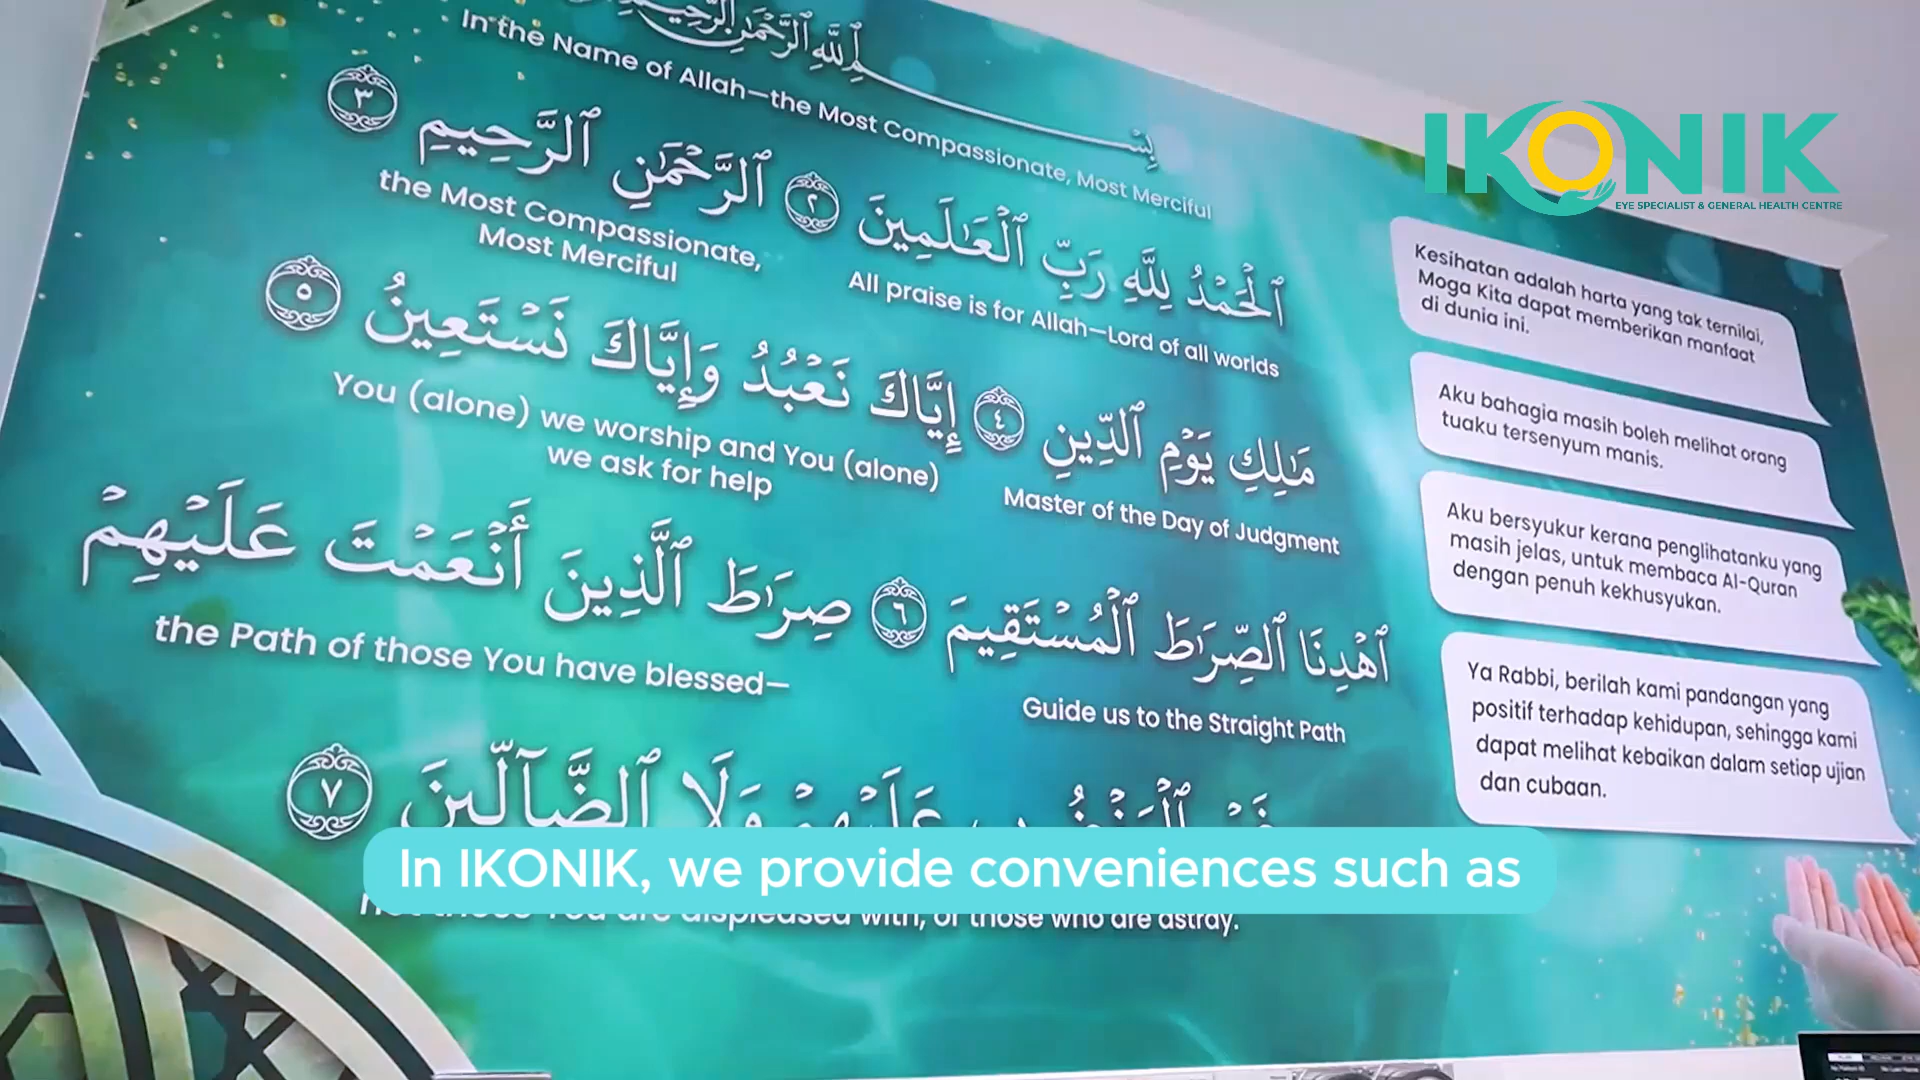 بِسْمِ ٱللَّهِ ٱلرَّحْمَٰنِ ٱلرَّحِيمِ
In the Name of Allah—the Most Compassionate, Most Merciful
ٱلْحَمْدُ لِلَّهِ رَبِّ ٱلْعَـٰلَمِينَ ٢ ٱلرَّحْمَـٰنِ ٱلرَّحِيمِ ٣
All praise is for Allah—Lord of all worlds
the Most Compassionate,
Most Merciful
مَـٰلِكِ يَوْمِ ٱلدِّينِ ٤ إِيَّاكَ نَعْبُدُ وَإِيَّاكَ نَسْتَعِينُ ٥
Master of the Day of Judgment
You (alone) we worship and You (alone)
we ask for help
ٱهْدِنَا ٱلصِّرَٰطَ ٱلْمُسْتَقِيمَ ٦ صِرَٰطَ ٱلَّذِينَ أَنْعَمْتَ عَلَيْهِمْ
Guide us to the Straight Path
the Path of those You have blessed—
عَلَيْهِمْ وَلَا ٱلضَّآلِّينَ ٧
displeased with, or those who are astray.
IKONIK
EYE SPECIALIST & GENERAL HEALTH CENTRE
Kesihatan adalah harta yang tak ternilai,
Moga Kita dapat memberikan manfaat
di dunia ini.
Aku bahagia masih boleh melihat orang
tuaku tersenyum manis.
Aku bersyukur kerana penglihatanku yang
masih jelas, untuk membaca Al-Quran
dengan penuh kekhusyukan.
Ya Rabbi, berilah kami pandangan yang
positif terhadap kehidupan, sehingga kami
dapat melihat kebaikan dalam setiap ujian
dan cubaan.
In IKONIK, we provide conveniences such as